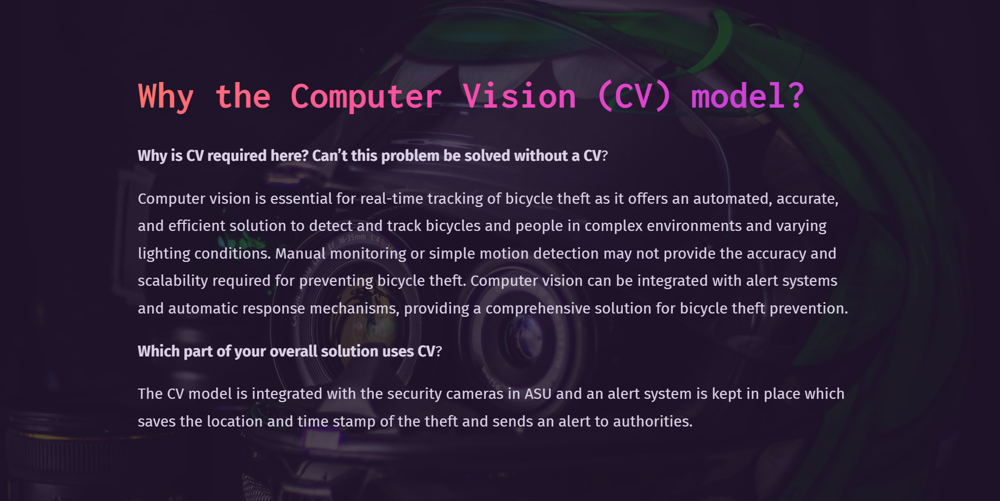 Why the Computer Vision (CV) model?
Why is CV required here? Can’t this problem be solved without a CV?
Computer vision is essential for real-time tracking of bicycle theft as it offers an automated, accurate,
and efficient solution to detect and track bicycles and people in complex environments and varying
lighting conditions. Manual monitoring or simple motion detection may not provide the accuracy and
scalability required for preventing bicycle theft. Computer vision can be integrated with alert systems
and automatic response mechanisms, providing a comprehensive solution for bicycle theft prevention.
Which part of your overall solution uses CV?
The CV model is integrated with the security cameras in ASU and an alert system is kept in place which
saves the location and time stamp of the theft and sends an alert to authorities.
EF 16-35mm 1:4 L
CANON